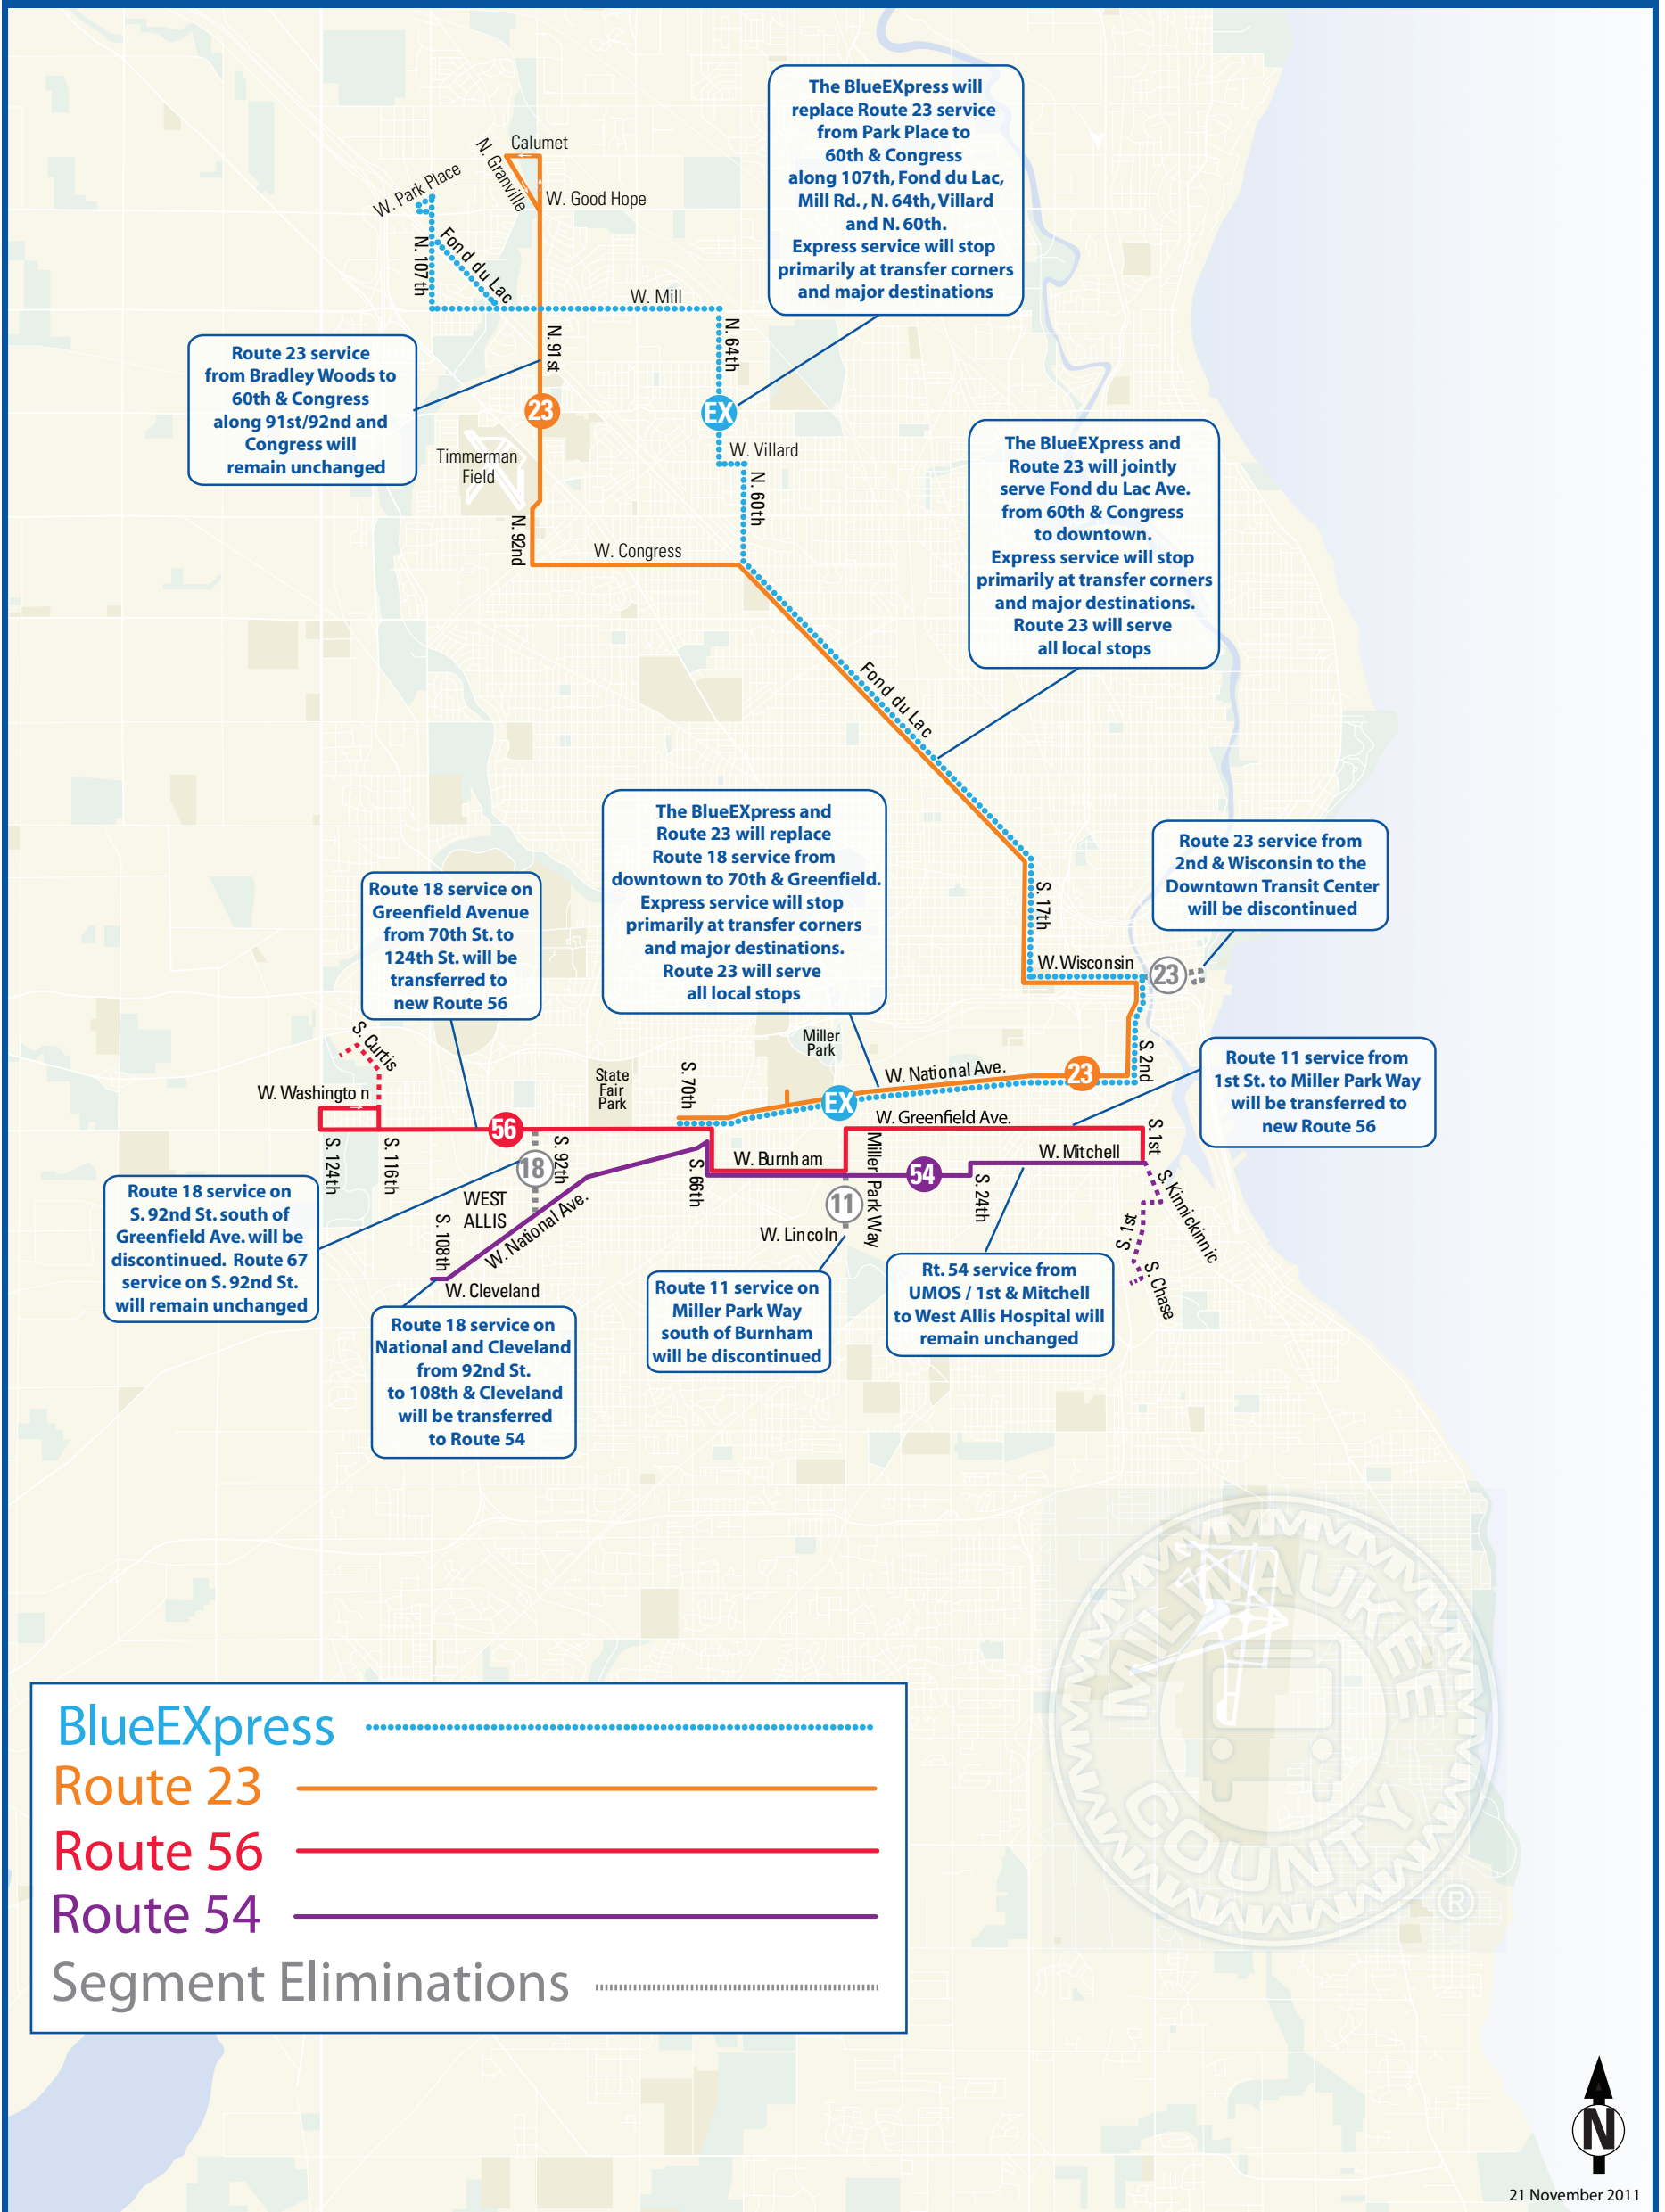 The BlueEXpress will
replace Route 23 service
from Park Place to
60th & Congress
along 107th, Fond du Lac,
Mill Rd., N. 64th, Villard
and N. 60th.
Express service will stop
primarily at transfer corners
and major destinations
Calumet
N. Granville
W. Park Place
W. Good Hope
N. 107th
Fond du Lac
W. Mill
N. 91st
N. 64th
Route 23 service
from Bradley Woods to
60th & Congress
along 91st/92nd and
Congress will
remain unchanged
23
EX
Timmerman
Field
W. Villard
N. 60th
N. 92nd
W. Congress
The BlueEXpress and
Route 23 will jointly
serve Fond du Lac Ave.
from 60th & Congress
to downtown.
Express service will stop
primarily at transfer corners
and major destinations.
Route 23 will serve
all local stops
Fond du Lac
The BlueEXpress and
Route 23 will replace
Route 18 service from
downtown to 70th & Greenfield.
Express service will stop
primarily at transfer corners
and major destinations.
Route 23 will serve
all local stops
Route 23 service from
2nd & Wisconsin to the
Downtown Transit Center
will be discontinued
Route 18 service on
Greenfield Avenue
from 70th St. to
124th St. will be
transferred to
new Route 56
S. 17th
W. Wisconsin
23
S. Curtis
Miller
Park
S. 2nd
W. National Ave.
23
Route 11 service from
1st St. to Miller Park Way
will be transferred to
new Route 56
W. Washington
State
Fair
Park
S. 70th
EX
W. Greenfield Ave.
56
S. 124th
S. 116th
18
S. 92th
S. 66th
W. Burnham
Miller Park Way
54
W. Mitchell
S. 1st
S. 24th
S. Kinnickinnic
S. 1st
S. Chase
11
W. Lincoln
WEST
ALLIS
S. 108th
W. National Ave.
W. Cleveland
Route 18 service on
S. 92nd St. south of
Greenfield Ave. will be
discontinued. Route 67
service on S. 92nd St.
will remain unchanged
Route 18 service on
National and Cleveland
from 92nd St.
to 108th & Cleveland
will be transferred
to Route 54
Route 11 service on
Miller Park Way
south of Burnham
will be discontinued
Rt. 54 service from
UMOS / 1st & Mitchell
to West Allis Hospital will
remain unchanged
MILWAUKEE
COUNTY
®
BlueEXpress
Route 23
Route 56
Route 54
Segment Eliminations
N
21 November 2011